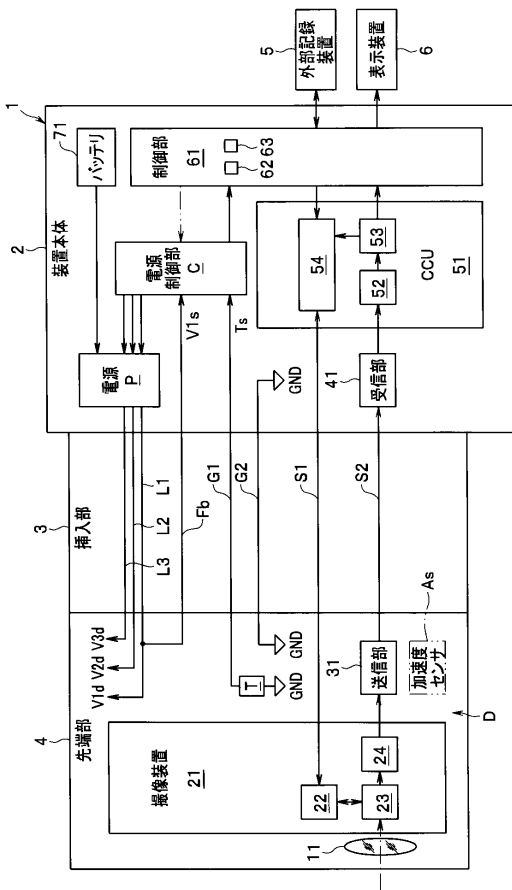 1
2
装置本体
71
バッテリ
5
外部記録
装置
表示装置
6
制御部
61
62
63
電源
制御部
C
電源
P
V1s
Ts
GND
54
53
52
CCU
51
41
受信部
3
挿入部
L1
L2
L3
Fb
G1
G2
S1
S2
4
先端部
V1d V2d V3d
T
GND
GND
撮像装置
21
22
23
24
31
送信部
As
加速度
センサ
D
11